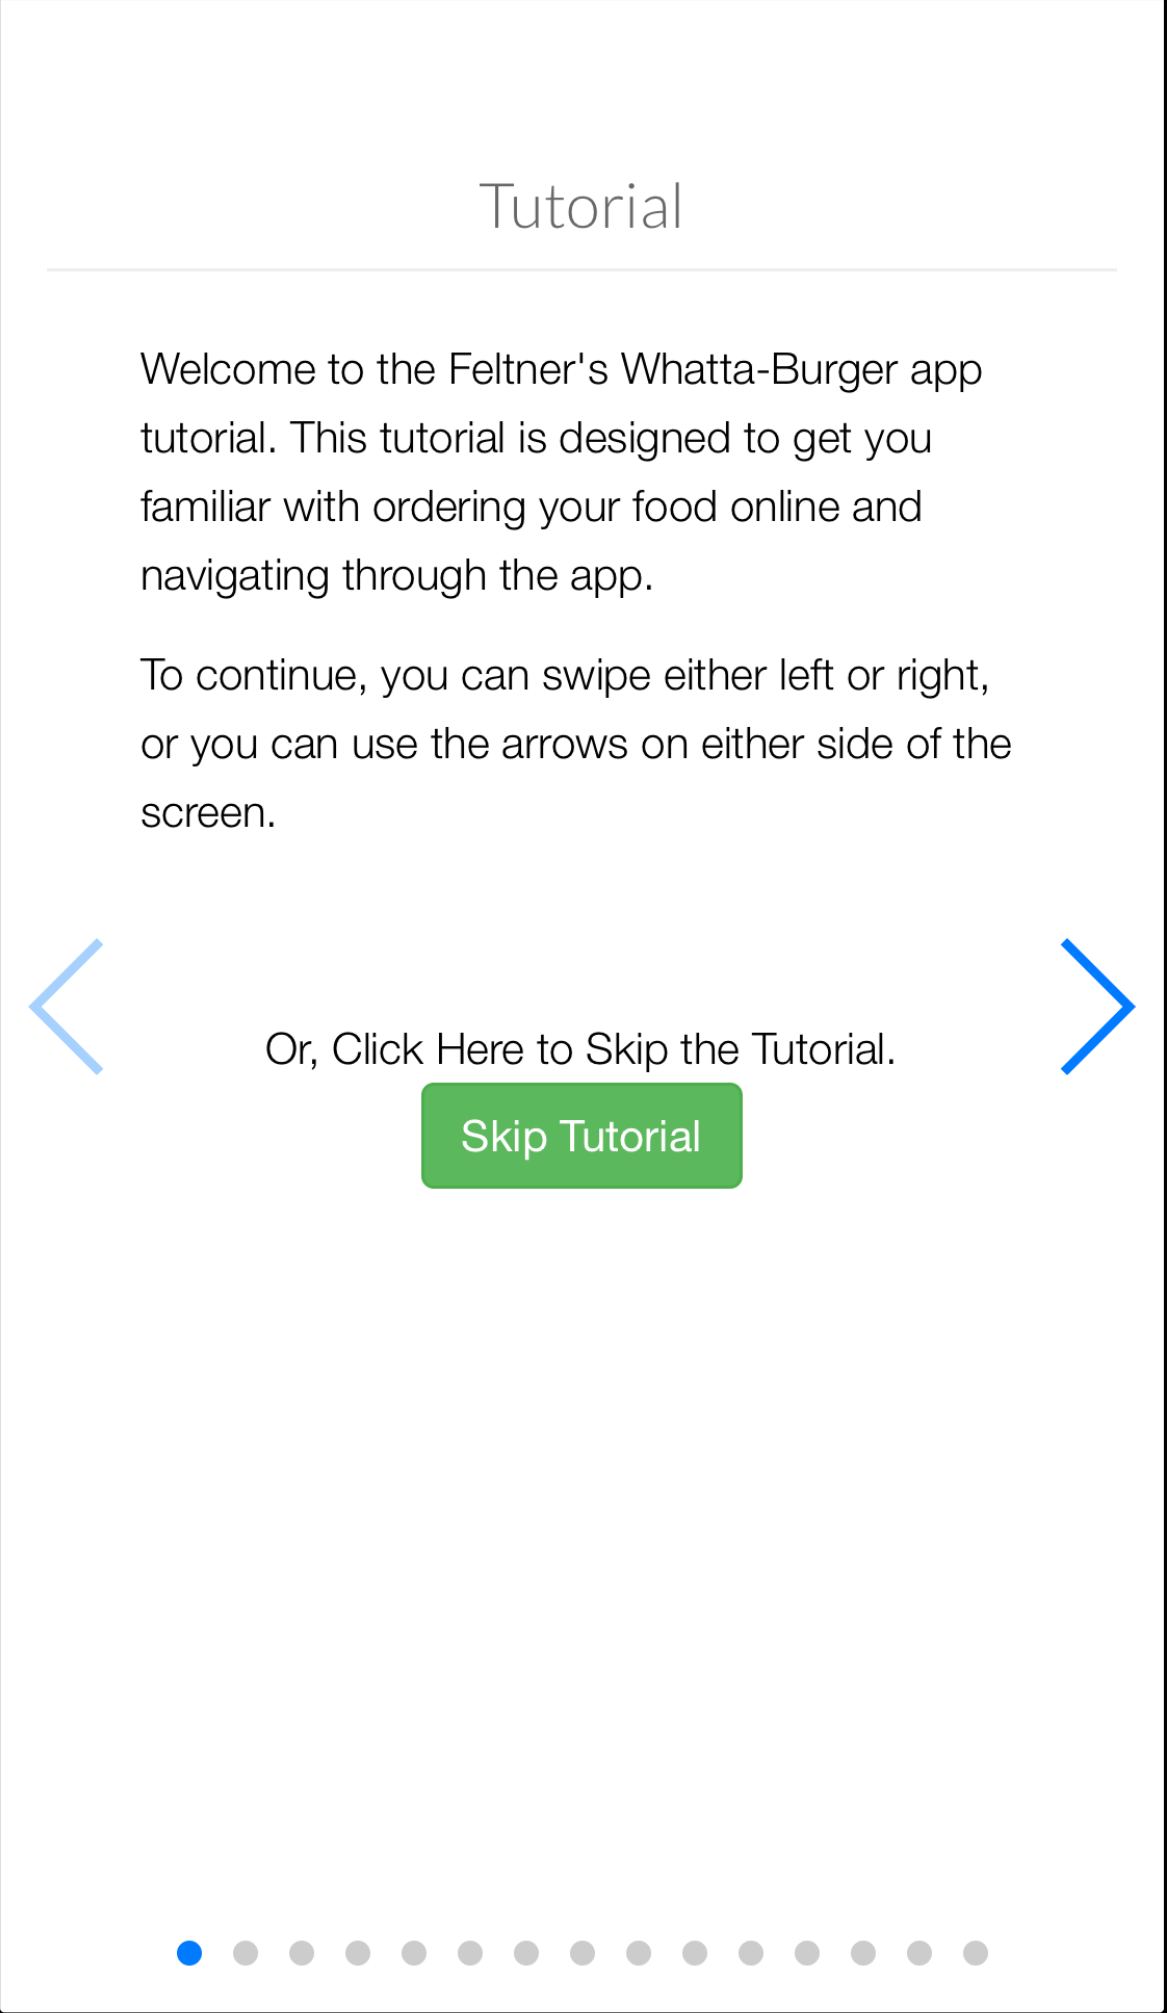 Tutorial
Welcome to the Feltner's Whatta-Burger app
tutorial. This tutorial is designed to get you
familiar with ordering your food online and
navigating through the app.
To continue, you can swipe either left or right,
or you can use the arrows on either side of the
screen.
Or, Click Here to Skip the Tutorial.
Skip Tutorial